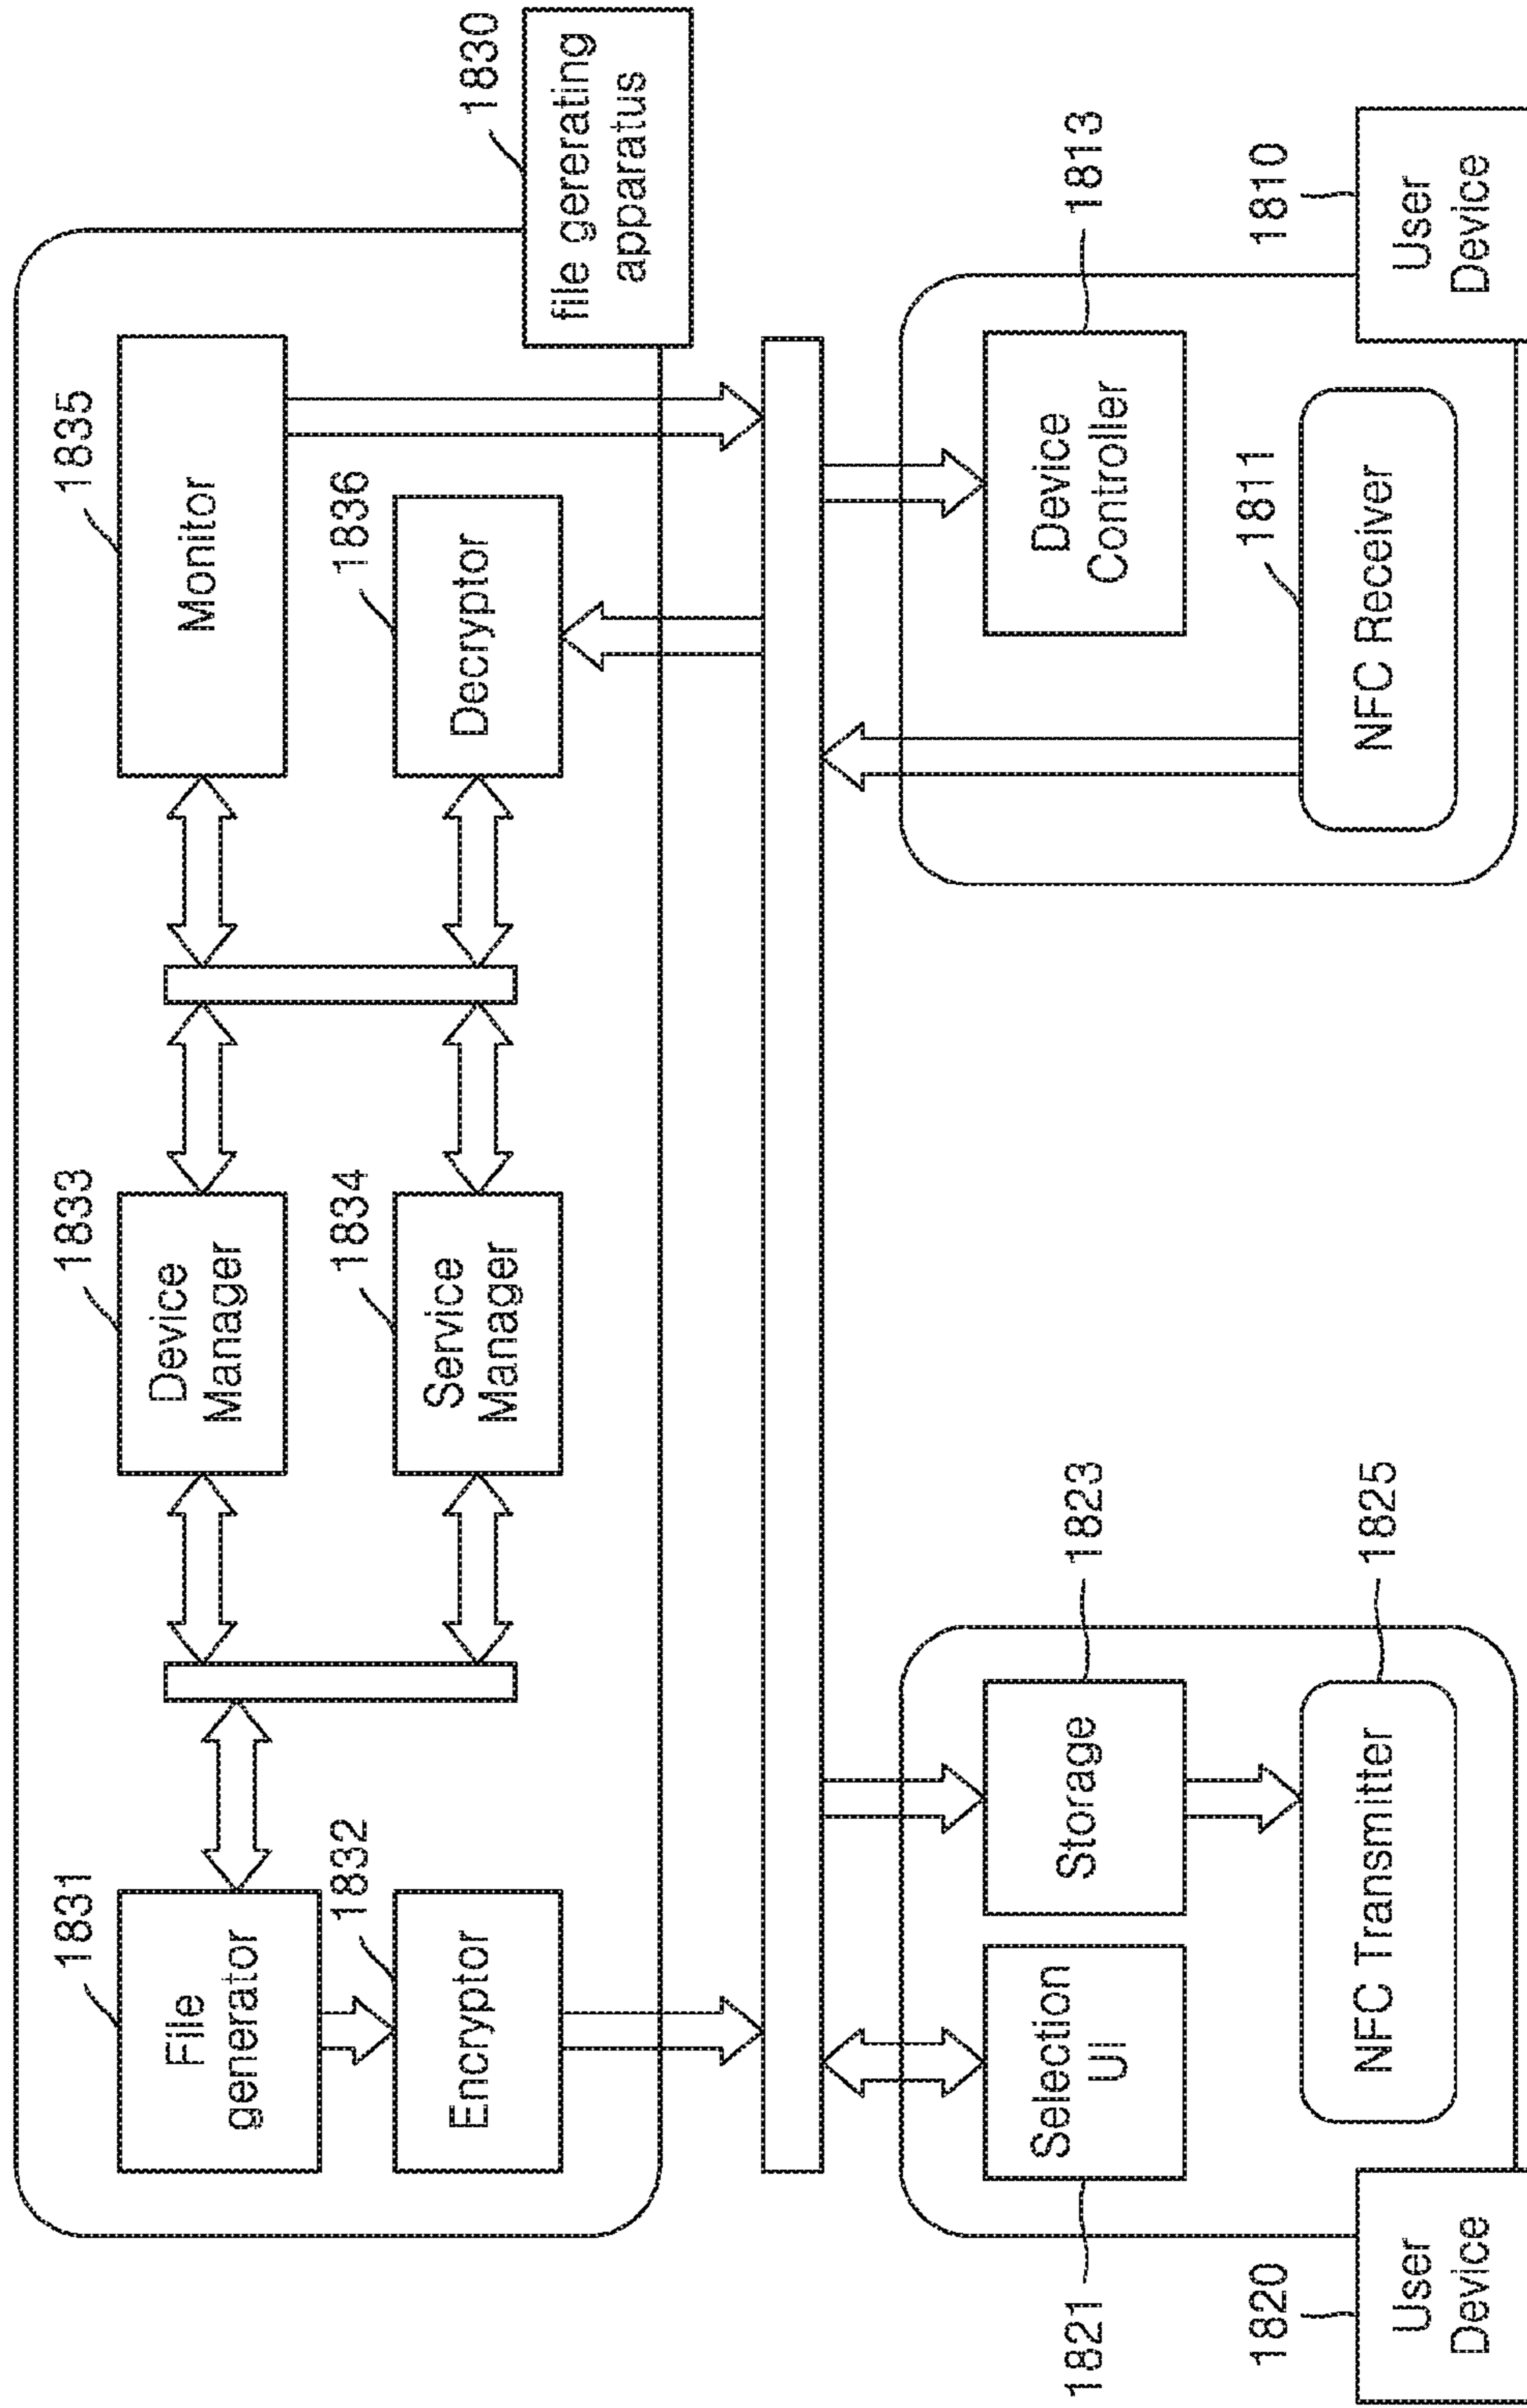 1831
File
generator
1832
Encryptor
1833
Device
Manager
1834
Service
Manager
1835
Monitor
1836
Decryptor
1830
file gererating
apparatus
1821
Selection
UI
Storage
1823
NFC Transmitter
1825
1820
User
Device
Device
Controller
1813
1811
NFC Receiver
1810
User
Device